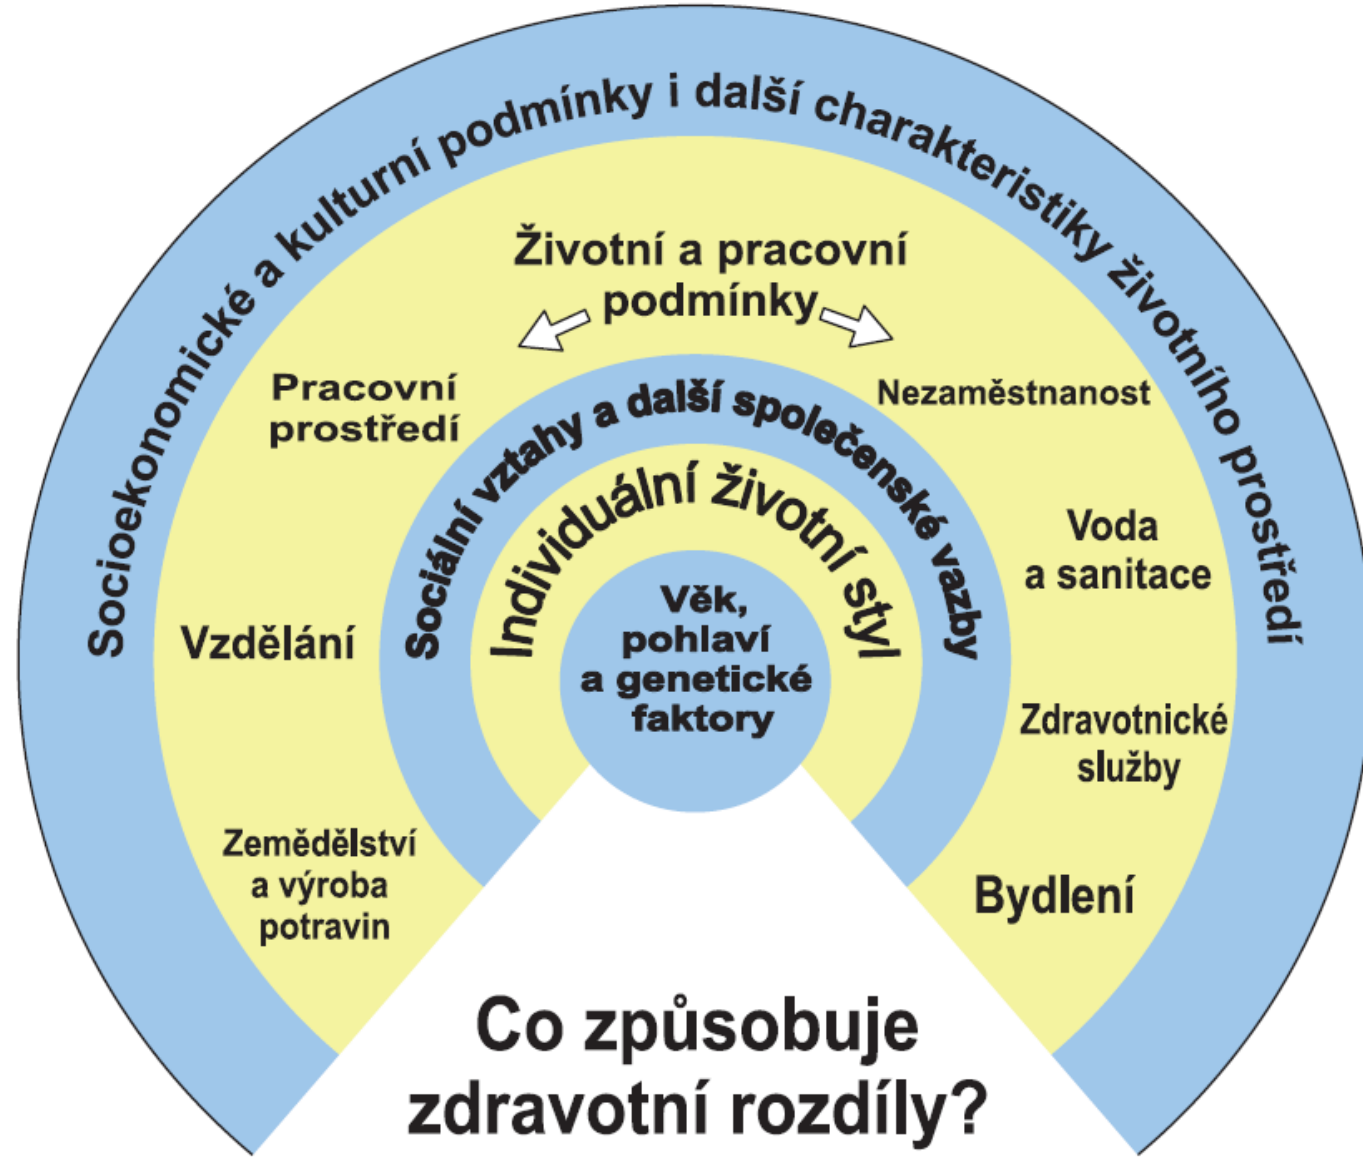 Socioekonomické a kulturní podmínky i další charakteristiky životního prostředí
Životní a pracovní
podmínky
Pracovní
prostředí
Nezaměstnanost
Sociální vztahy a další společenské vazby
Individuální životní styl
Voda
a sanitace
Věk,
pohlaví
a genetické
faktory
Vzdělání
Zdravotnické
služby
Zemědělství
a výroba
potravin
Bydlení
Co způsobuje
zdravotní rozdíly?